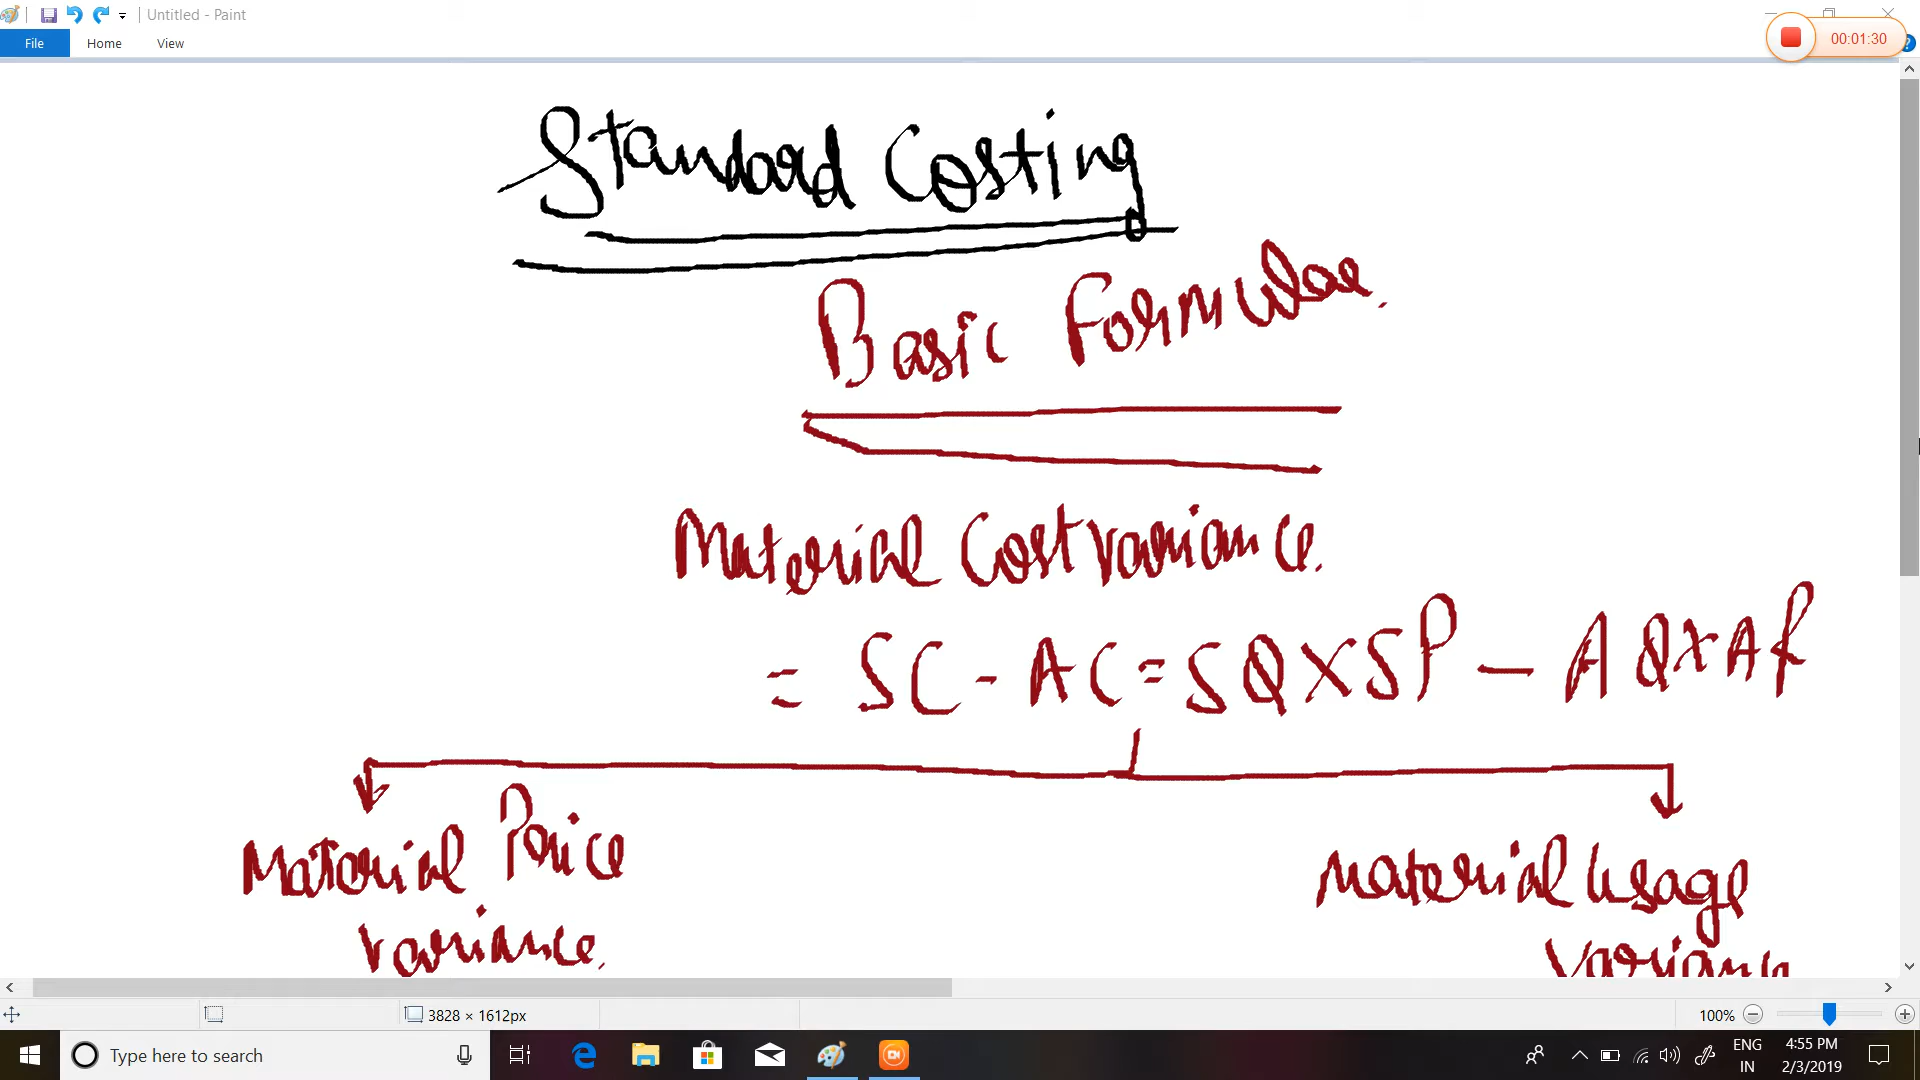 Untitled - Paint
00:01:30
File Home View
Standard Costing
Basic Formulae.
Material Cost variance.
= SC - AC = SQ X SP - AQ X AP
Material Price
variance.
Material Usage
variance
3828 × 1612px
100%
Type here to search
ENG
IN
4:55 PM
2/3/2019